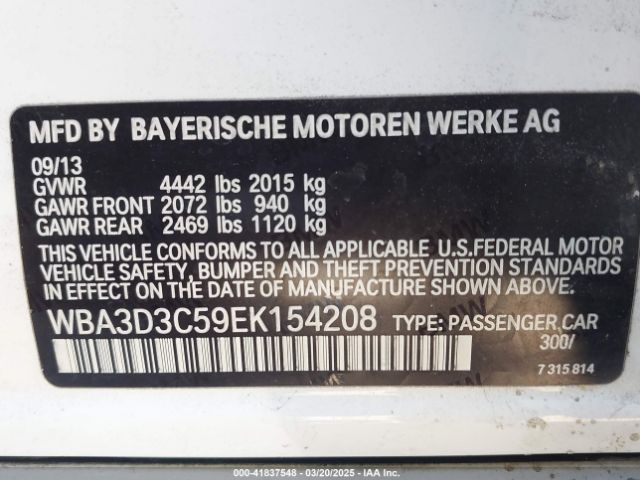 MFD BY BAYERISCHE MOTOREN WERKE AG
09/13
GVWR 4442 lbs 2015 kg
GAWR FRONT 2072 lbs 940 kg
GAWR REAR 2469 lbs 1120 kg
THIS VEHICLE CONFORMS TO ALL APPLICABLE U.S.FEDERAL MOTOR
VEHICLE SAFETY, BUMPER AND THEFT PREVENTION STANDARDS
IN EFFECT ON THE DATE OF MANUFACTURE SHOWN ABOVE.
WBA3D3C59EK154208 TYPE: PASSENGER CAR
300/
7 315 814
000-41837548 — 03/20/2025 — IAA Inc.